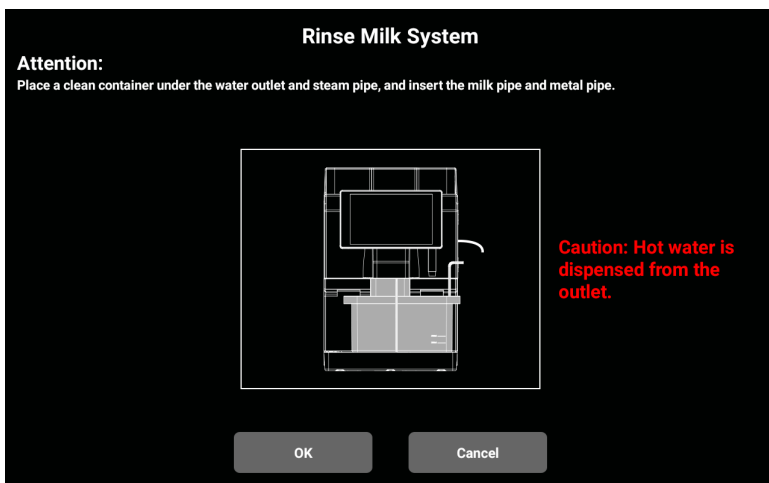 Rinse Milk System
Attention:
Place a clean container under the water outlet and steam pipe, and insert the milk pipe and metal pipe.
Caution: Hot water is
dispensed from the
outlet.
OK
Cancel